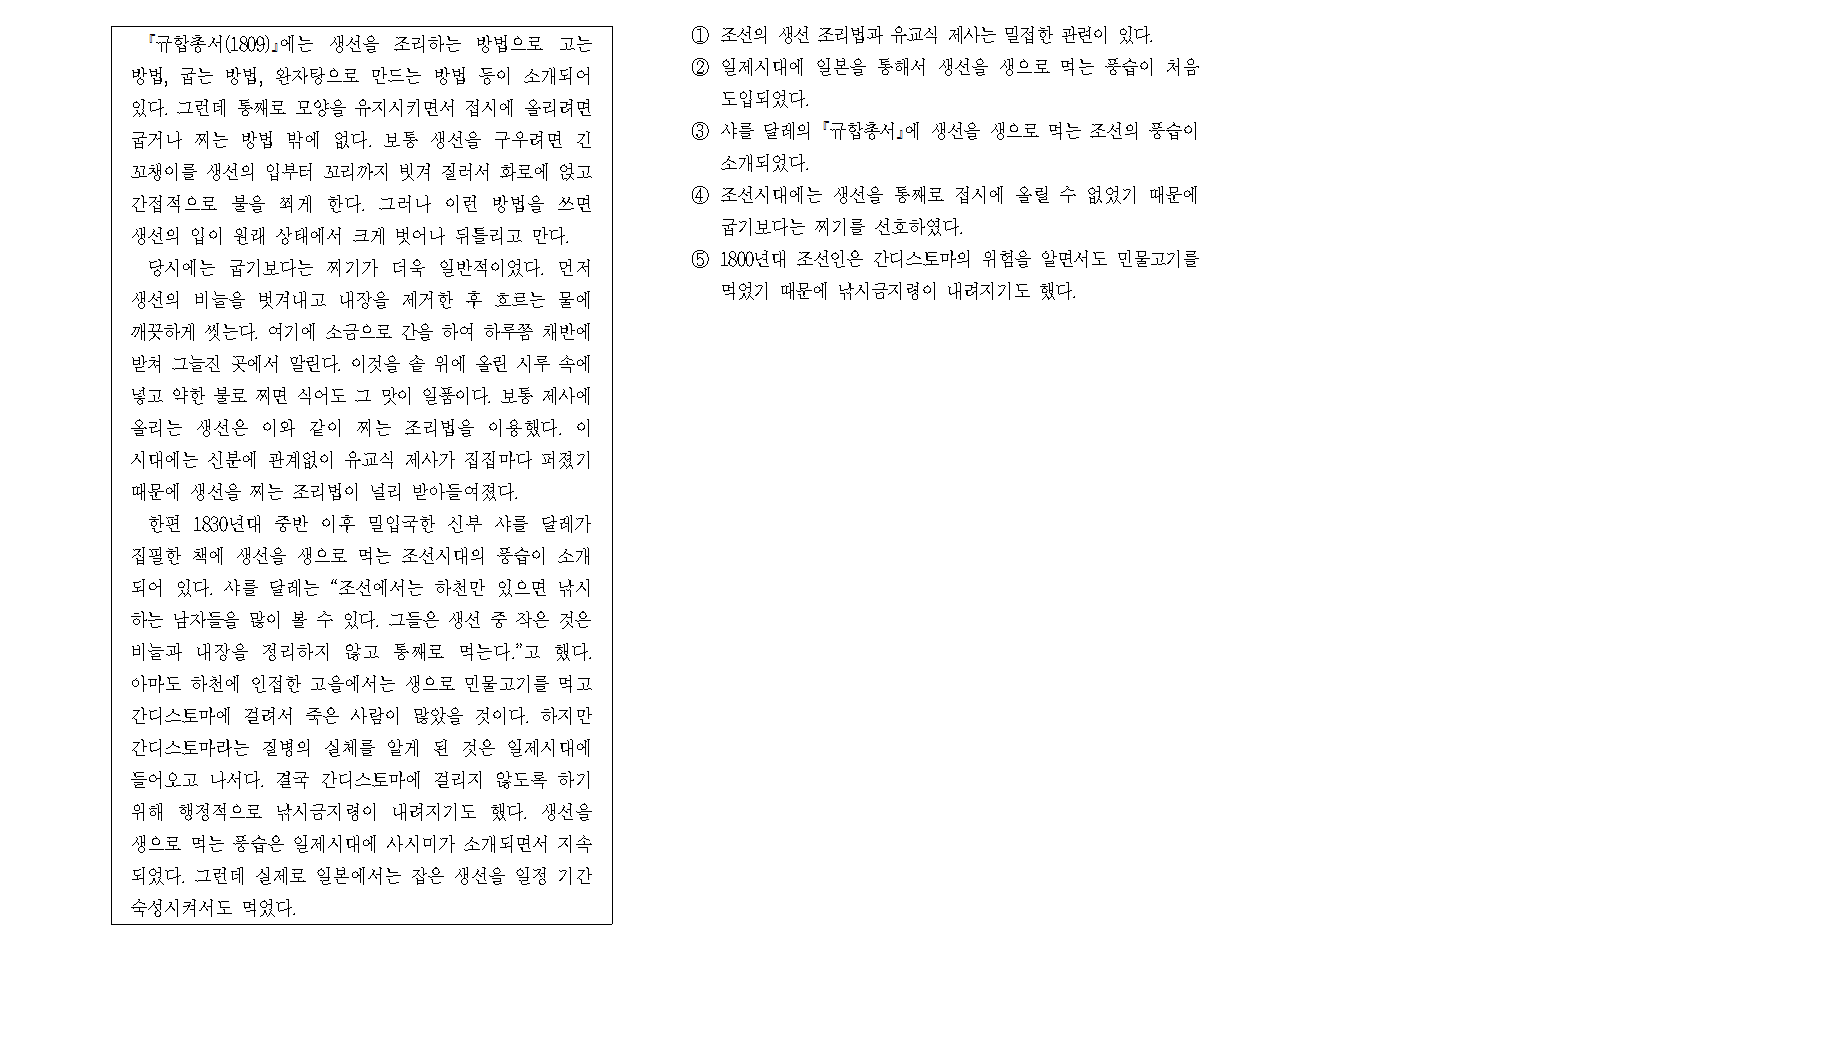 『규합총서(1809)』에는 생선을 조리하는 방법으로 고는
방법, 굽는 방법, 완자탕으로 만드는 방법 등이 소개되어
있다. 그런데 통째로 모양을 유지시키면서 접시에 올리려면
굽거나 찌는 방법 밖에 없다. 보통 생선을 구우려면 긴
꼬챙이를 생선의 입부터 꼬리까지 빗겨 질러서 화로에 얹고
간접적으로 불을 쬐게 한다. 그러나 이런 방법을 쓰면
생선의 입이 원래 상태에서 크게 벗어나 뒤틀리고 만다.
당시에는 굽기보다는 찌기가 더욱 일반적이었다. 먼저
생선의 비늘을 벗겨내고 내장을 제거한 후 흐르는 물에
깨끗하게 씻는다. 여기에 소금으로 간을 하여 하루쯤 채반에
받쳐 그늘진 곳에서 말린다. 이것을 솥 위에 올린 시루 속에
넣고 약한 불로 찌면 식어도 그 맛이 일품이다. 보통 제사에
올리는 생선은 이와 같이 찌는 조리법을 이용했다. 이
시대에는 신분에 관계없이 유교식 제사가 집집마다 퍼졌기
때문에 생선을 찌는 조리법이 널리 받아들여졌다.
한편 1830년대 중반 이후 밀입국한 신부 샤를 달레가
집필한 책에 생선을 생으로 먹는 조선시대의 풍습이 소개
되어 있다. 샤를 달레는 “조선에서는 하천만 있으면 낚시
하는 남자들을 많이 볼 수 있다. 그들은 생선 중 작은 것은
비늘과 내장을 정리하지 않고 통째로 먹는다.”고 했다.
아마도 하천에 인접한 고을에서는 생으로 민물고기를 먹고
간디스토마에 걸려서 죽은 사람이 많았을 것이다. 하지만
간디스토마라는 질병의 실체를 알게 된 것은 일제시대에
들어오고 나서다. 결국 간디스토마에 걸리지 않도록 하기
위해 행정적으로 낚시금지령이 내려지기도 했다. 생선을
생으로 먹는 풍습은 일제시대에 사시미가 소개되면서 지속
되었다. 그런데 실제로 일본에서는 잡은 생선을 일정 기간
숙성시켜서도 먹었다.
① 조선의 생선 조리법과 유교식 제사는 밀접한 관련이 있다.
② 일제시대에 일본을 통해서 생선을 생으로 먹는 풍습이 처음
도입되었다.
③ 샤를 달레의 『규합총서』에 생선을 생으로 먹는 조선의 풍습이
소개되었다.
④ 조선시대에는 생선을 통째로 접시에 올릴 수 없었기 때문에
굽기보다는 찌기를 선호하였다.
⑤ 1800년대 조선인은 간디스토마의 위험을 알면서도 민물고기를
먹었기 때문에 낚시금지령이 내려지기도 했다.